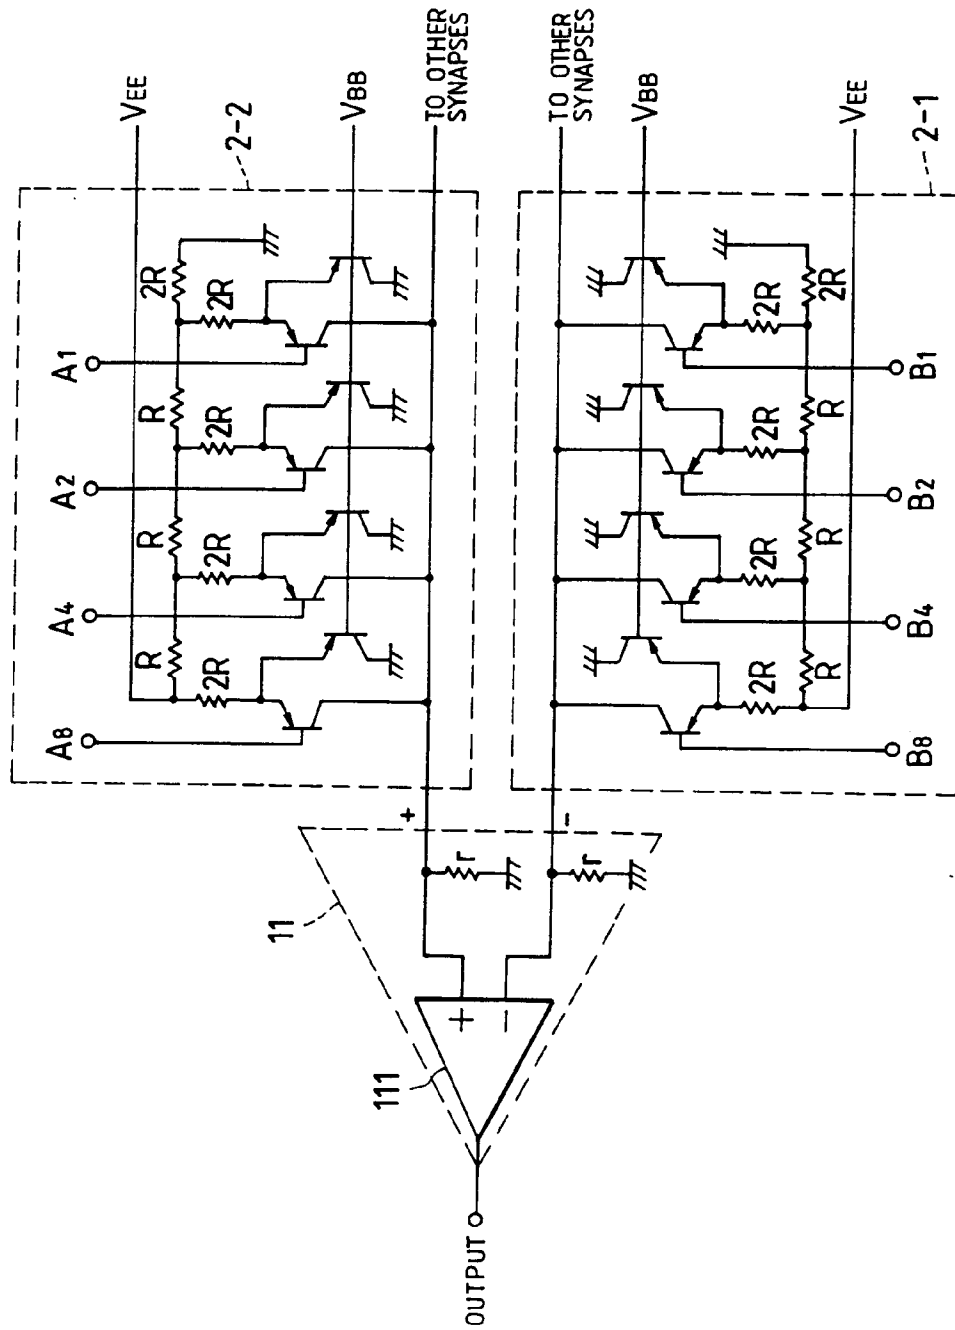 VEE
2-2
VBB
TO OTHER
SYNAPSES
2R
2R
A1
R
2R
A2
R
2R
A4
R
2R
A8
+
r
11
+
−
111
OUTPUT
−
r
TO OTHER
SYNAPSES
VBB
VEE
2-1
2R
2R
B1
R
2R
B2
R
2R
B4
R
2R
B8